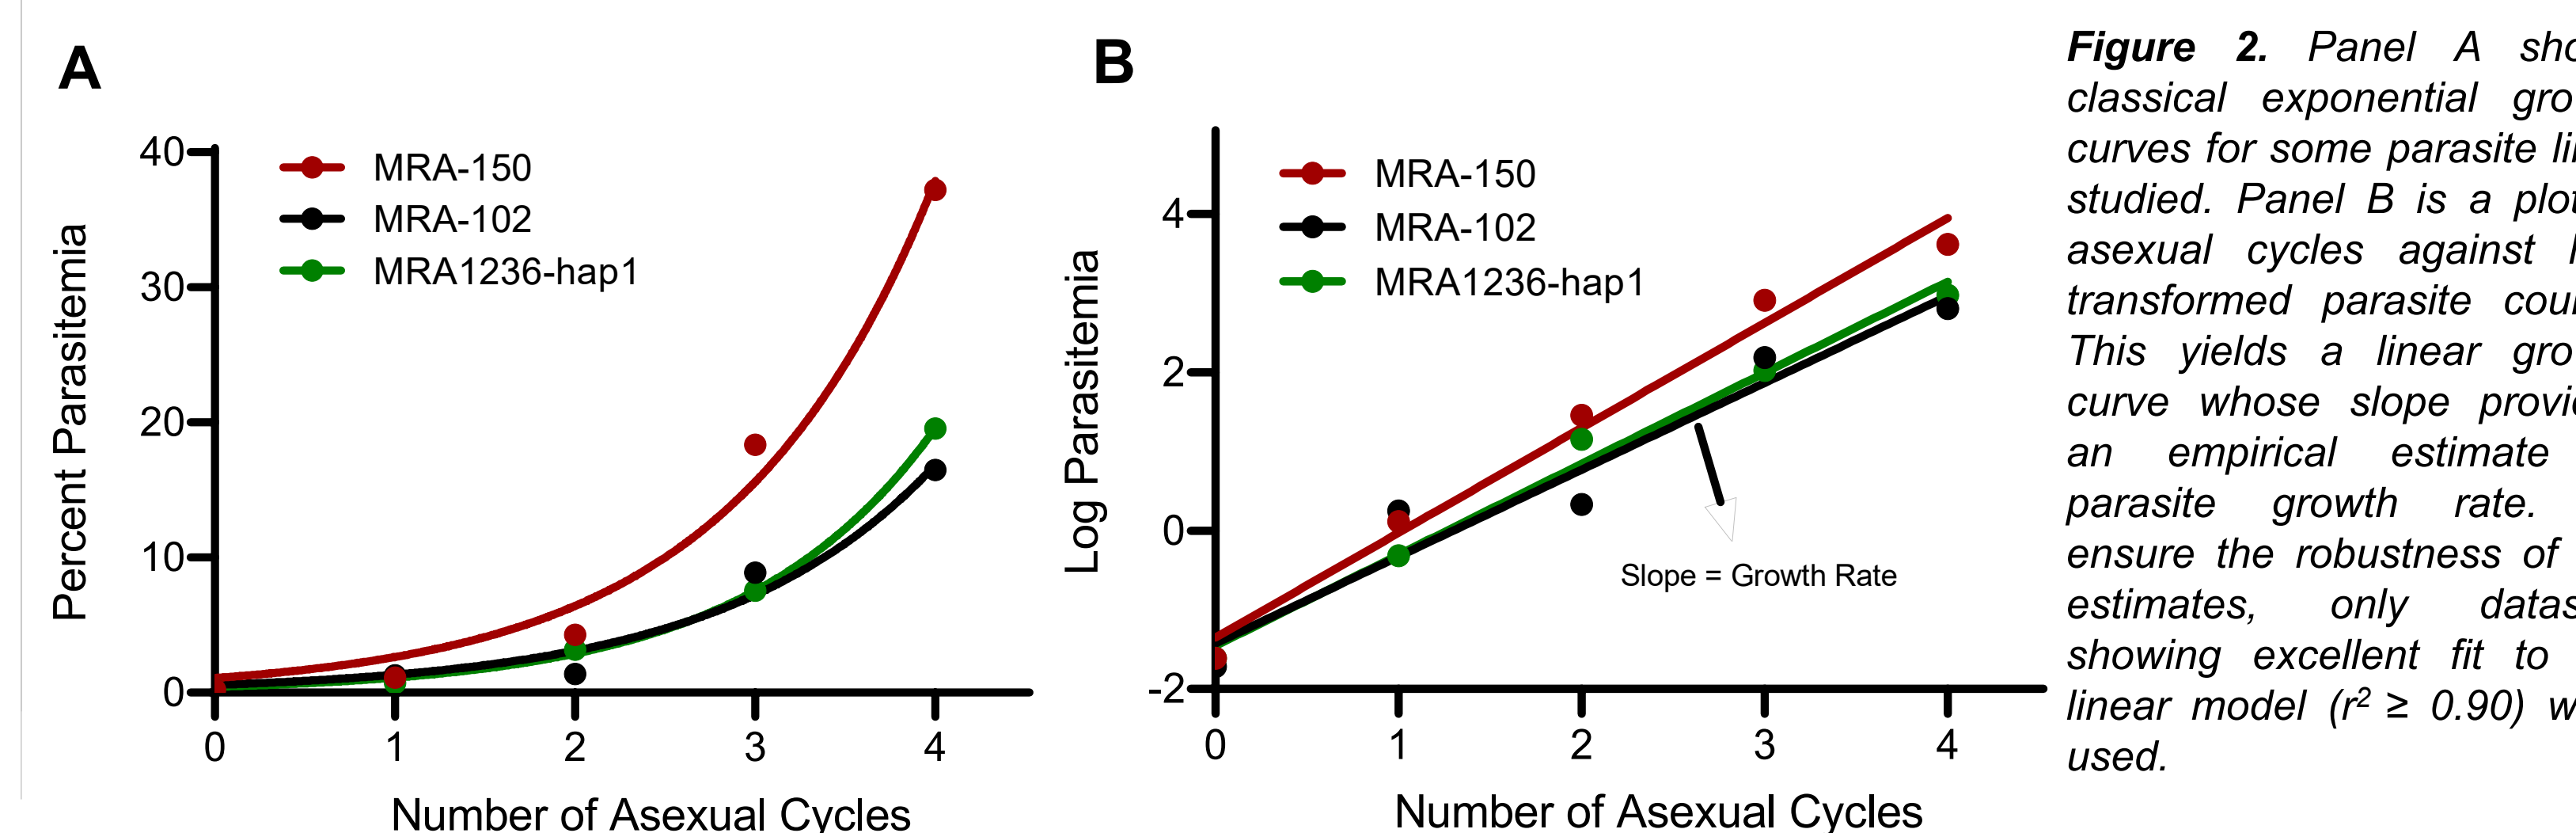 A
40
30
20
10
0
Percent Parasitemia
MRA-150
MRA-102
MRA1236-hap1
0 1 2 3 4
Number of Asexual Cycles
B
4
2
0
-2
Log Parasitemia
MRA-150
MRA-102
MRA1236-hap1
Slope = Growth Rate
0 1 2 3 4
Number of Asexual Cycles
Figure 2. Panel A
classical exponential
curves for some parasite
studied. Panel B is a
asexual cycles against
transformed parasite
This yields a linear
curve whose slope
an empirical estimate
parasite growth rate.
ensure the robustness of
estimates, only
showing excellent fit to
linear model (r² ≥ 0.90)
used.